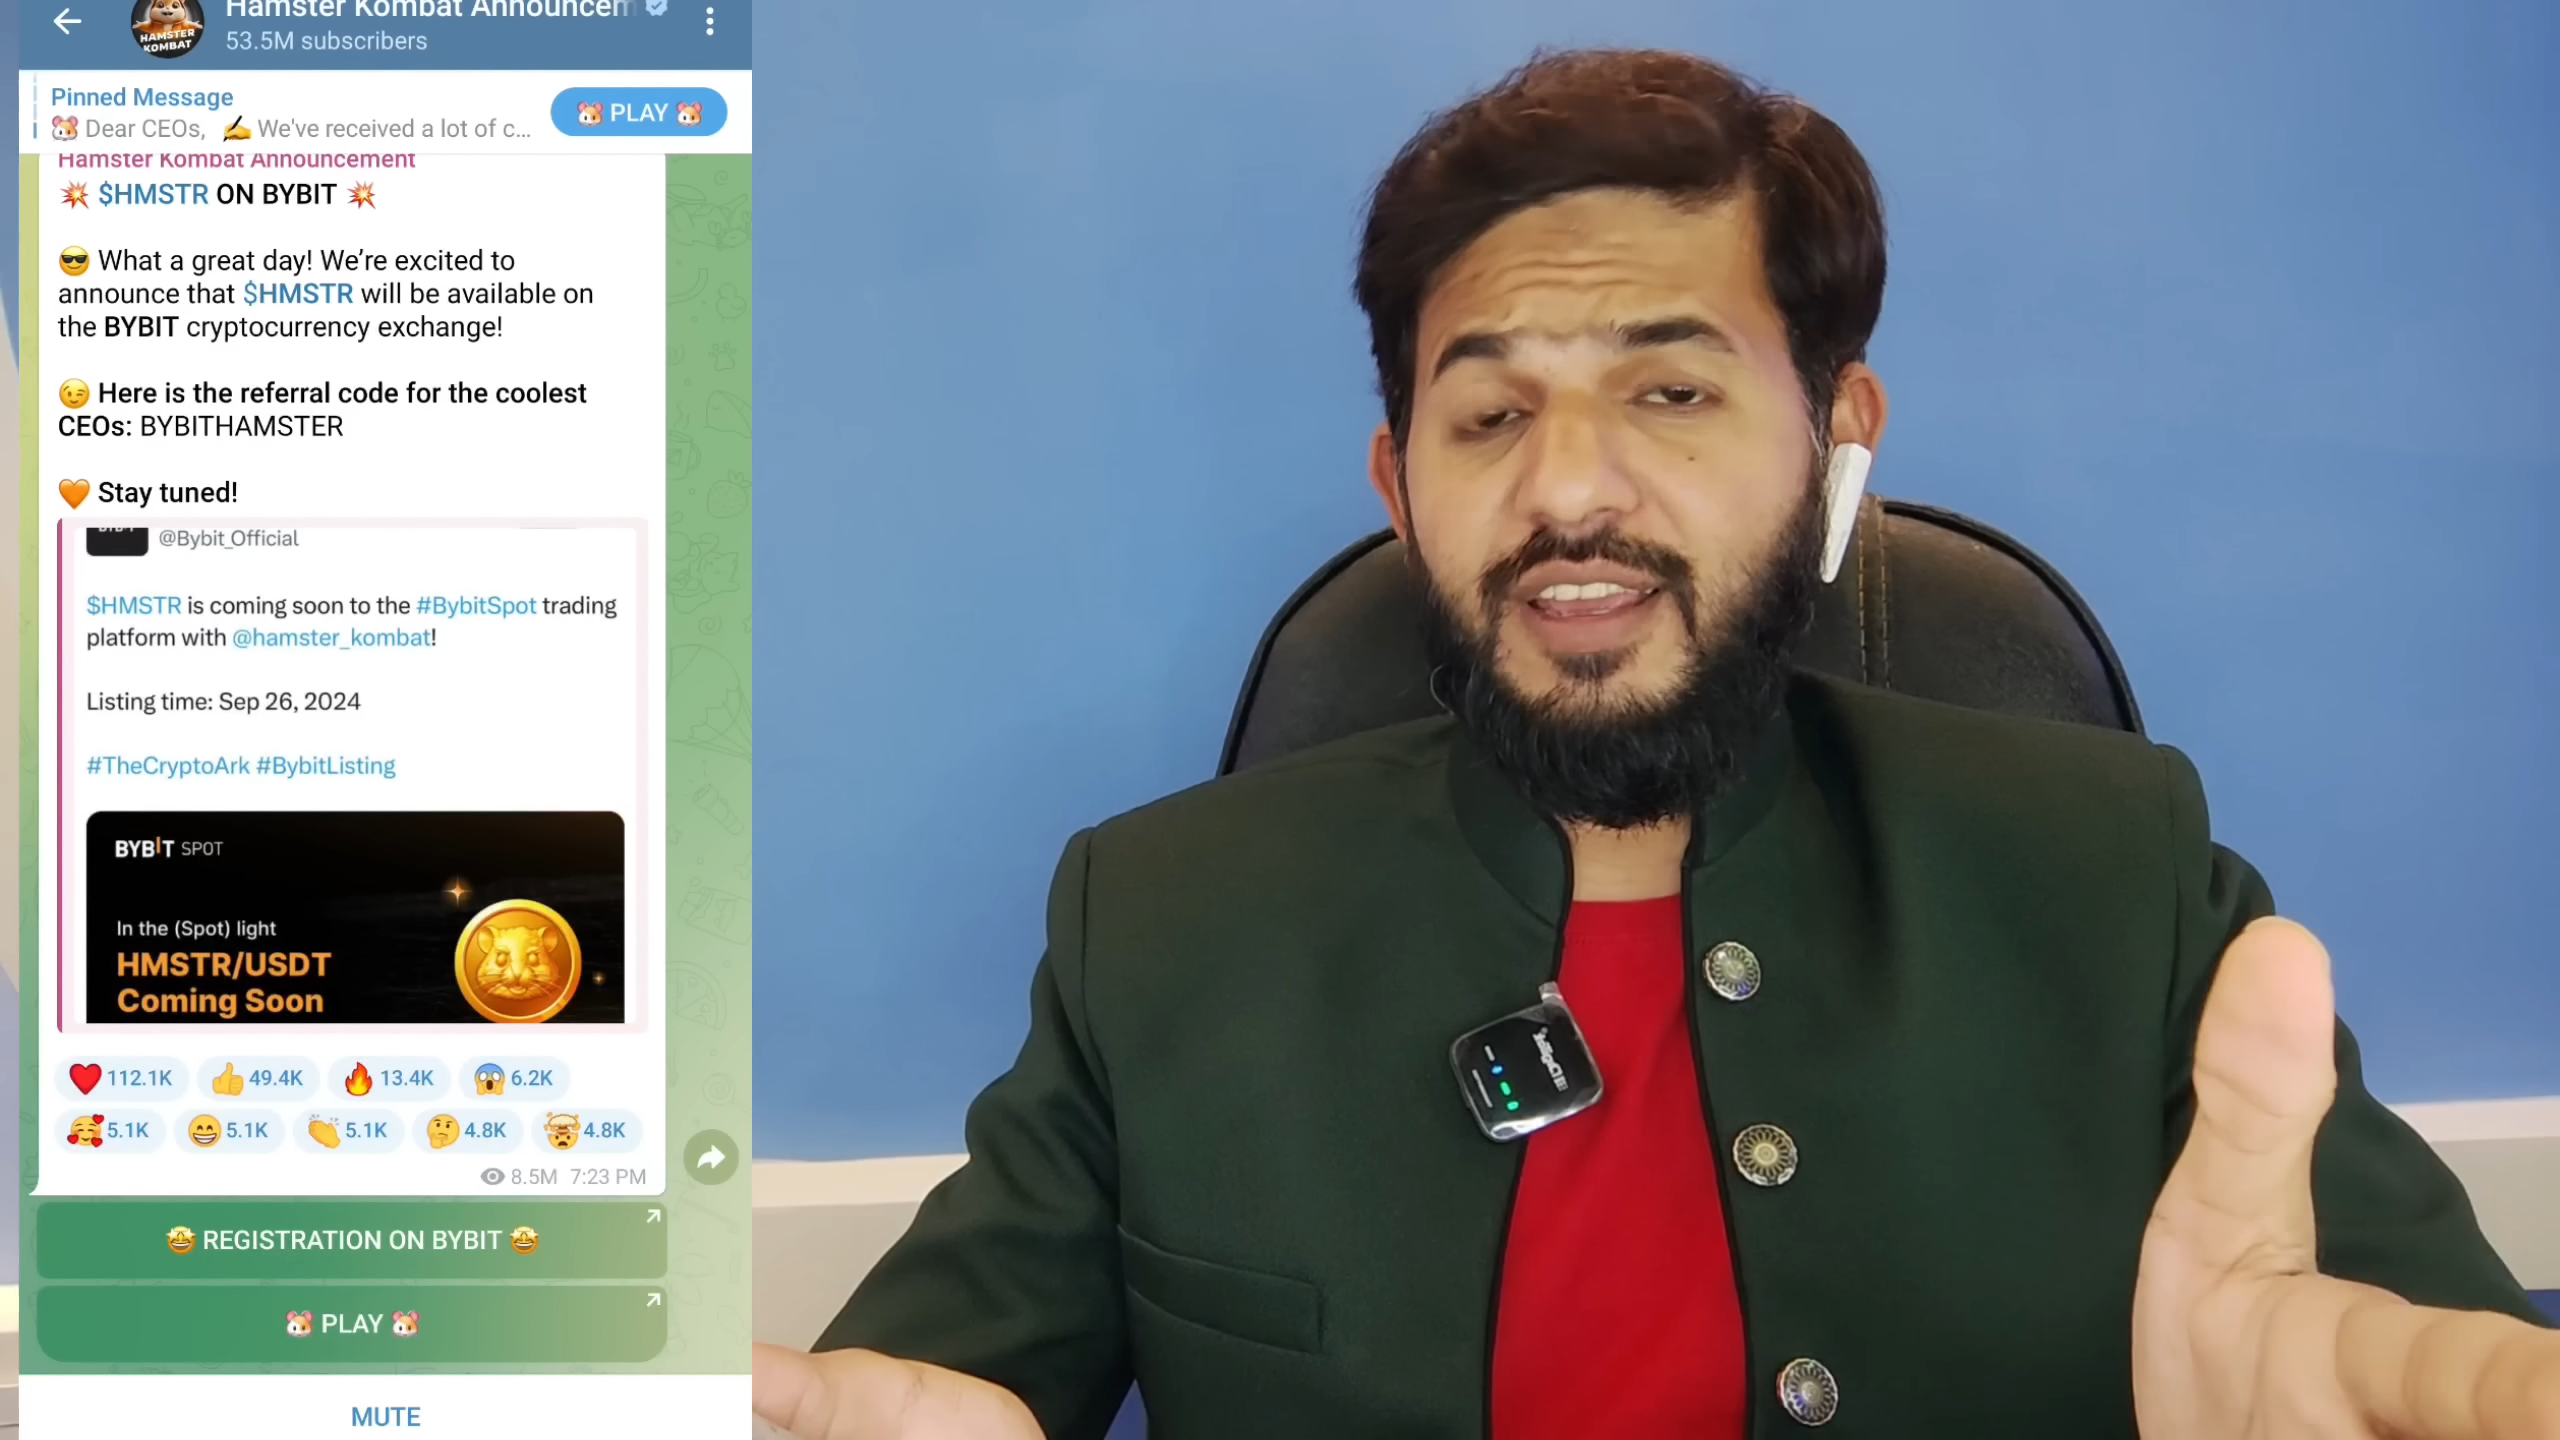 Hamster Kombat Announcem
53.5M subscribers
HAMSTER
KOMBAT
Pinned Message
🐹 Dear CEOs, ✍️ We've received a lot of c...
🐹 PLAY 🐹
Hamster Kombat Announcement
💥 $HMSTR ON BYBIT 💥
😎 What a great day! We’re excited to
announce that $HMSTR will be available on
the BYBIT cryptocurrency exchange!
😉 Here is the referral code for the coolest
CEOs: BYBITHAMSTER
🧡 Stay tuned!
@Bybit_Official
$HMSTR is coming soon to the #BybitSpot trading
platform with @hamster_kombat!
Listing time: Sep 26, 2024
#TheCryptoArk #BybitListing
BYBIT SPOT
In the (Spot) light
HMSTR/USDT
Coming Soon
❤️ 112.1K 👍 49.4K 🔥 13.4K 😱 6.2K
🥰 5.1K 😁 5.1K 👏 5.1K 🤔 4.8K 🤯 4.8K
8.5M 7:23 PM
🤩 REGISTRATION ON BYBIT 🤩
🐹 PLAY 🐹
MUTE